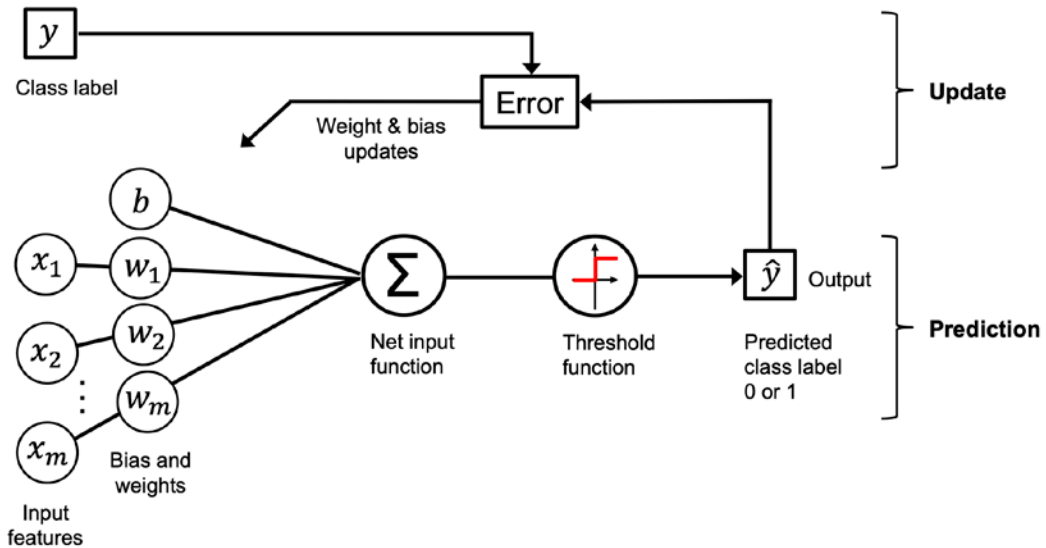 y
Class label
Error
Update
Weight & bias
updates
b
x₁
w₁
Σ
ŷ
Output
x₂
w₂
Net input
function
Threshold
function
Predicted
class label
0 or 1
Prediction
⋮
xₘ
wₘ
Bias and
weights
Input
features